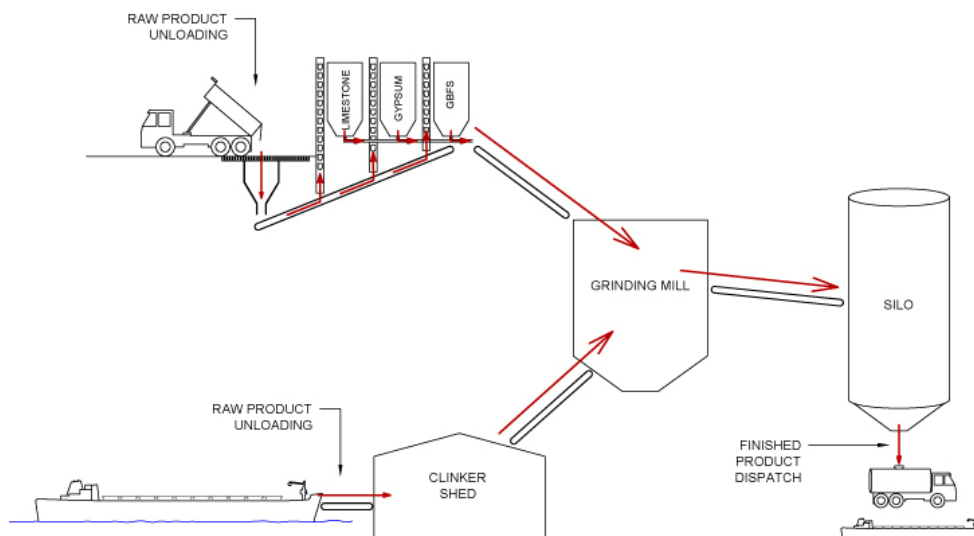 RAW PRODUCT
UNLOADING
LIMESTONE
GYPSUM
GBFS
GRINDING MILL
SILO
RAW PRODUCT
UNLOADING
CLINKER
SHED
FINISHED
PRODUCT
DISPATCH